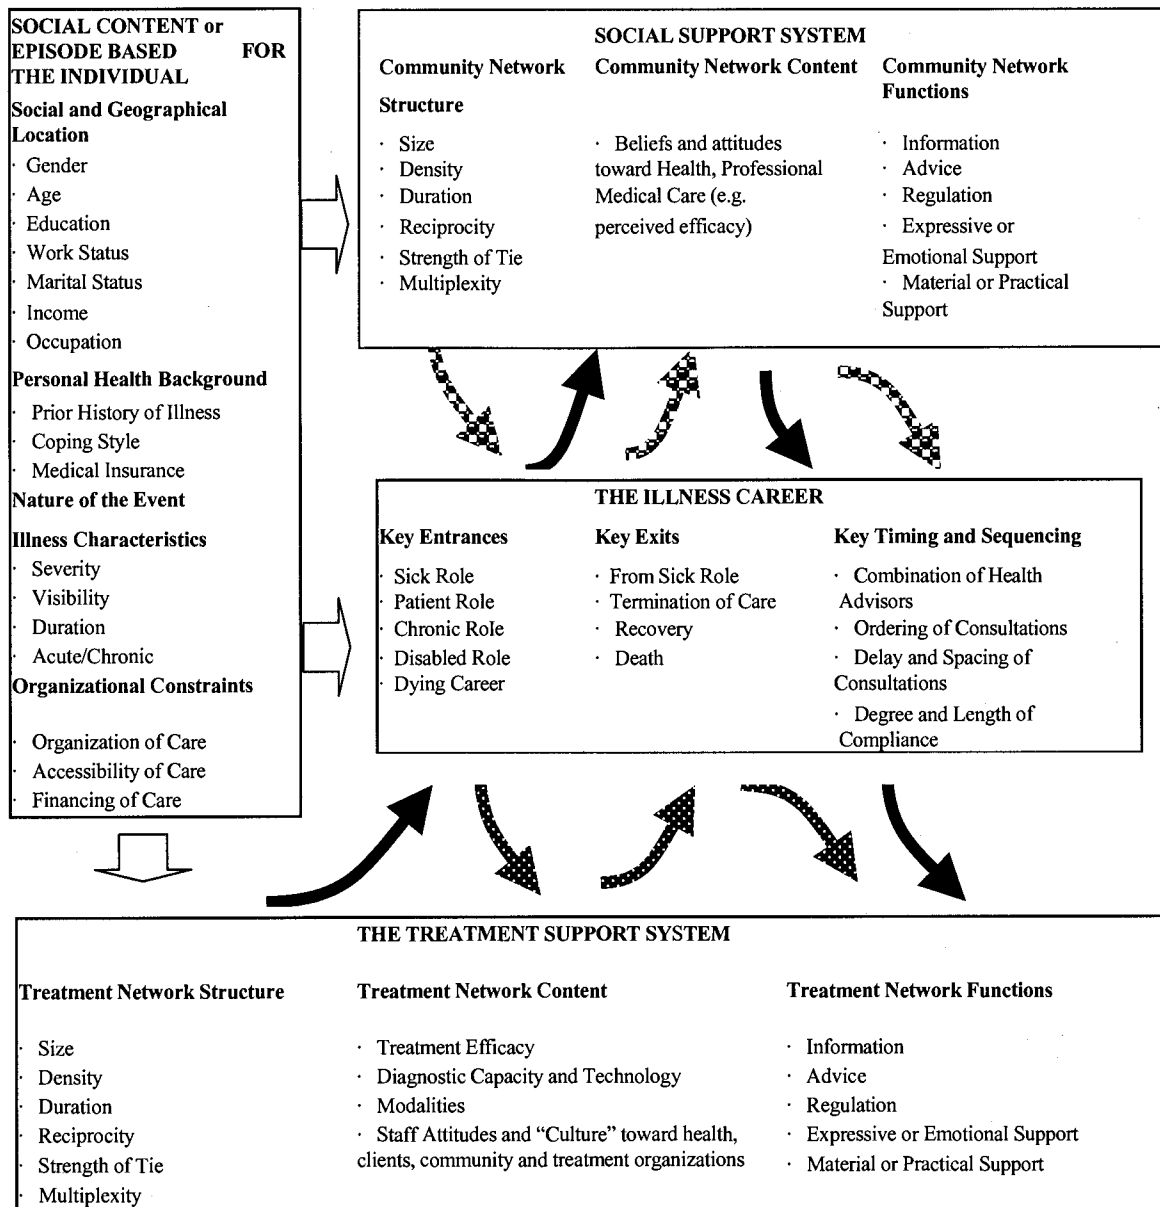 SOCIAL CONTENT or
EPISODE BASED FOR
THE INDIVIDUAL
Social and Geographical
Location
· Gender
· Age
· Education
· Work Status
· Marital Status
· Income
· Occupation
Personal Health Background
· Prior History of Illness
· Coping Style
· Medical Insurance
Nature of the Event
Illness Characteristics
· Severity
· Visibility
· Duration
· Acute/Chronic
Organizational Constraints
· Organization of Care
· Accessibility of Care
· Financing of Care
SOCIAL SUPPORT SYSTEM
Community Network
Structure
· Size
· Density
· Duration
· Reciprocity
· Strength of Tie
· Multiplexity
Community Network Content
· Beliefs and attitudes
toward Health, Professional
Medical Care (e.g.
perceived efficacy)
Community Network
Functions
· Information
· Advice
· Regulation
· Expressive or
Emotional Support
· Material or Practical
Support
THE ILLNESS CAREER
Key Entrances
· Sick Role
· Patient Role
· Chronic Role
· Disabled Role
· Dying Career
Key Exits
· From Sick Role
· Termination of Care
· Recovery
· Death
Key Timing and Sequencing
· Combination of Health
Advisors
· Ordering of Consultations
· Delay and Spacing of
Consultations
· Degree and Length of
Compliance
THE TREATMENT SUPPORT SYSTEM
Treatment Network Structure
· Size
· Density
· Duration
· Reciprocity
· Strength of Tie
· Multiplexity
Treatment Network Content
· Treatment Efficacy
· Diagnostic Capacity and Technology
· Modalities
· Staff Attitudes and “Culture” toward health,
clients, community and treatment organizations
Treatment Network Functions
· Information
· Advice
· Regulation
· Expressive or Emotional Support
· Material or Practical Support